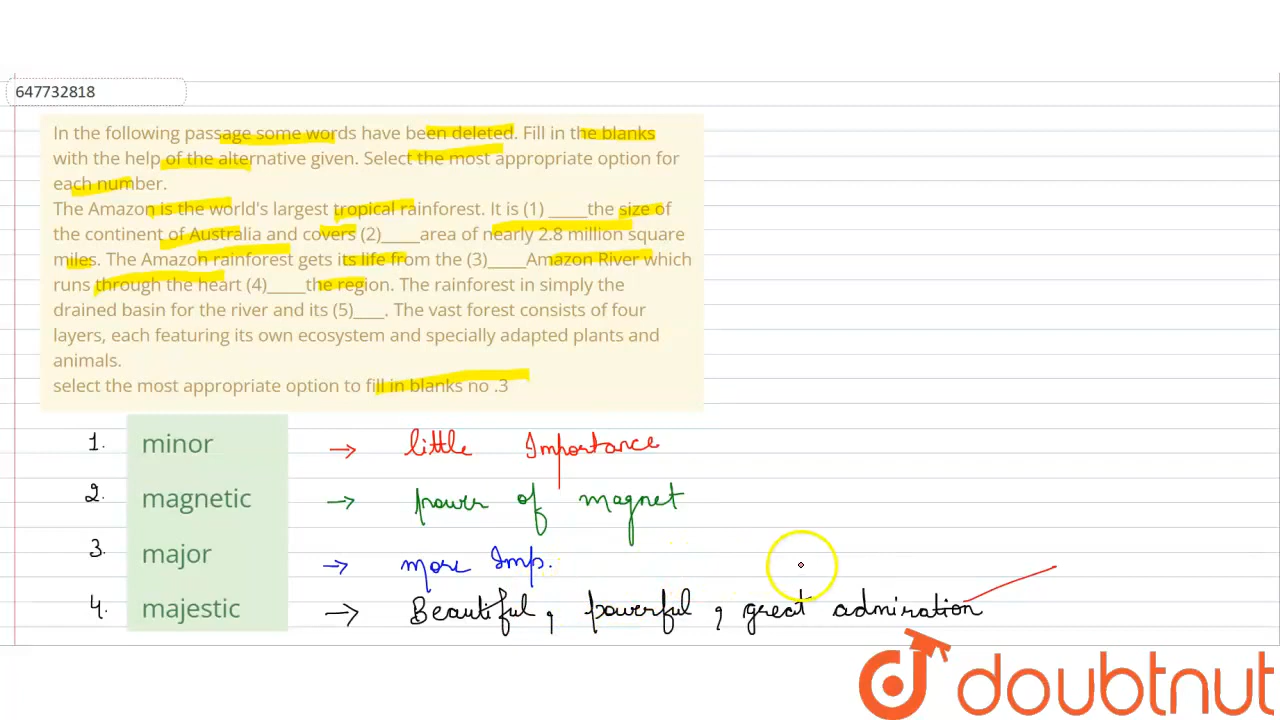 647732818
In the following passage some words have been deleted. Fill in the blanks
with the help of the alternative given. Select the most appropriate option for
each number.
The Amazon is the world's largest tropical rainforest. It is (1) _____the size of
the continent of Australia and covers (2)_____area of nearly 2.8 million square
miles. The Amazon rainforest gets its life from the (3)_____Amazon River which
runs through the heart (4)_____the region. The rainforest in simply the
drained basin for the river and its (5)____. The vast forest consists of four
layers, each featuring its own ecosystem and specially adapted plants and
animals.
select the most appropriate option to fill in blanks no .3
1. minor → little Importance
2. magnetic → power of magnet
3. major → more Imp.
4. majestic → Beautiful, powerful, great admiration
doubtnut